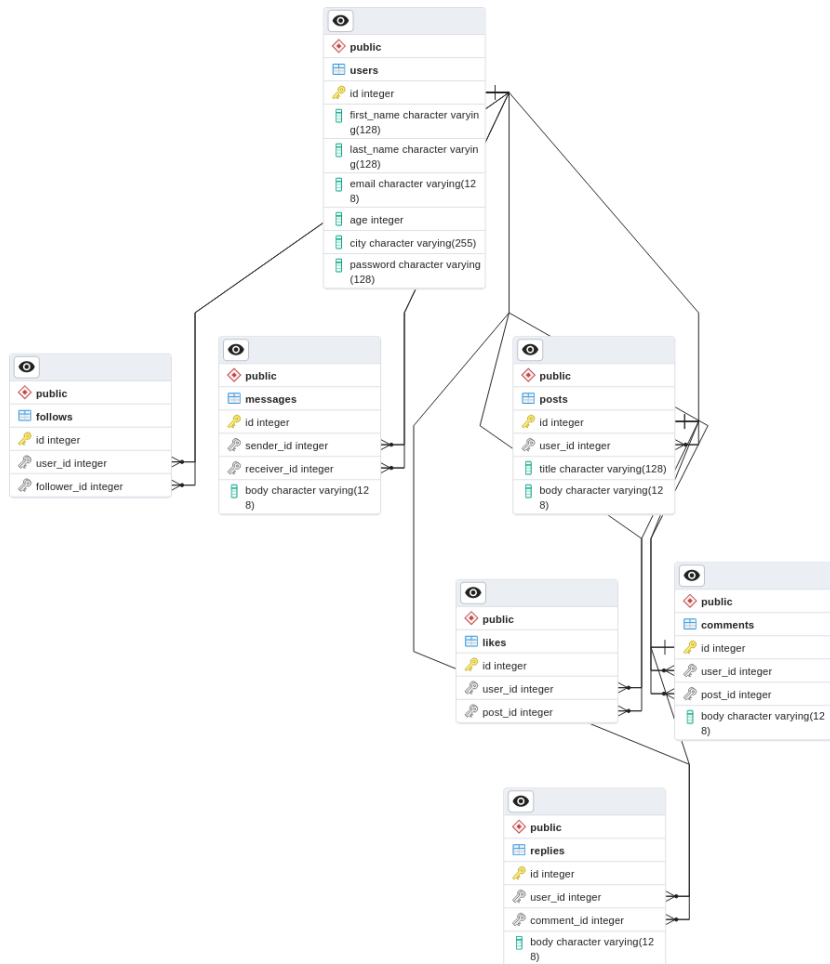 public
users
id integer
first_name character varyin
g(128)
last_name character varyin
g(128)
email character varying(12
8)
age integer
city character varying(255)
password character varying
(128)
public
follows
id integer
user_id integer
follower_id integer
public
messages
id integer
sender_id integer
receiver_id integer
body character varying(12
8)
public
posts
id integer
user_id integer
title character varying(128)
body character varying(12
8)
public
likes
id integer
user_id integer
post_id integer
public
comments
id integer
user_id integer
post_id integer
body character varying(12
8)
public
replies
id integer
user_id integer
comment_id integer
body character varying(12
8)